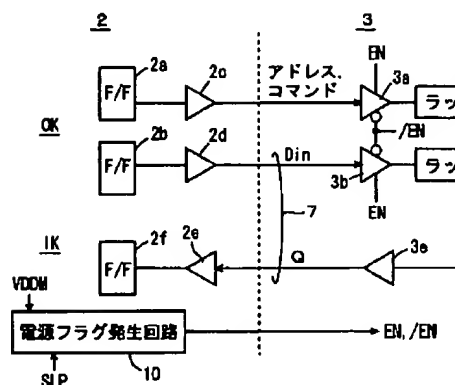 2
3
2a
2c
アドレス、
コマンド
EN
3a
F/F
ラッ
OK
2b
2d
Din
/EN
F/F
3b
ラッ
EN
7
IK
2f
2e
Q
3e
F/F
VDDM
電源フラグ発生回路
EN, /EN
SLP
10